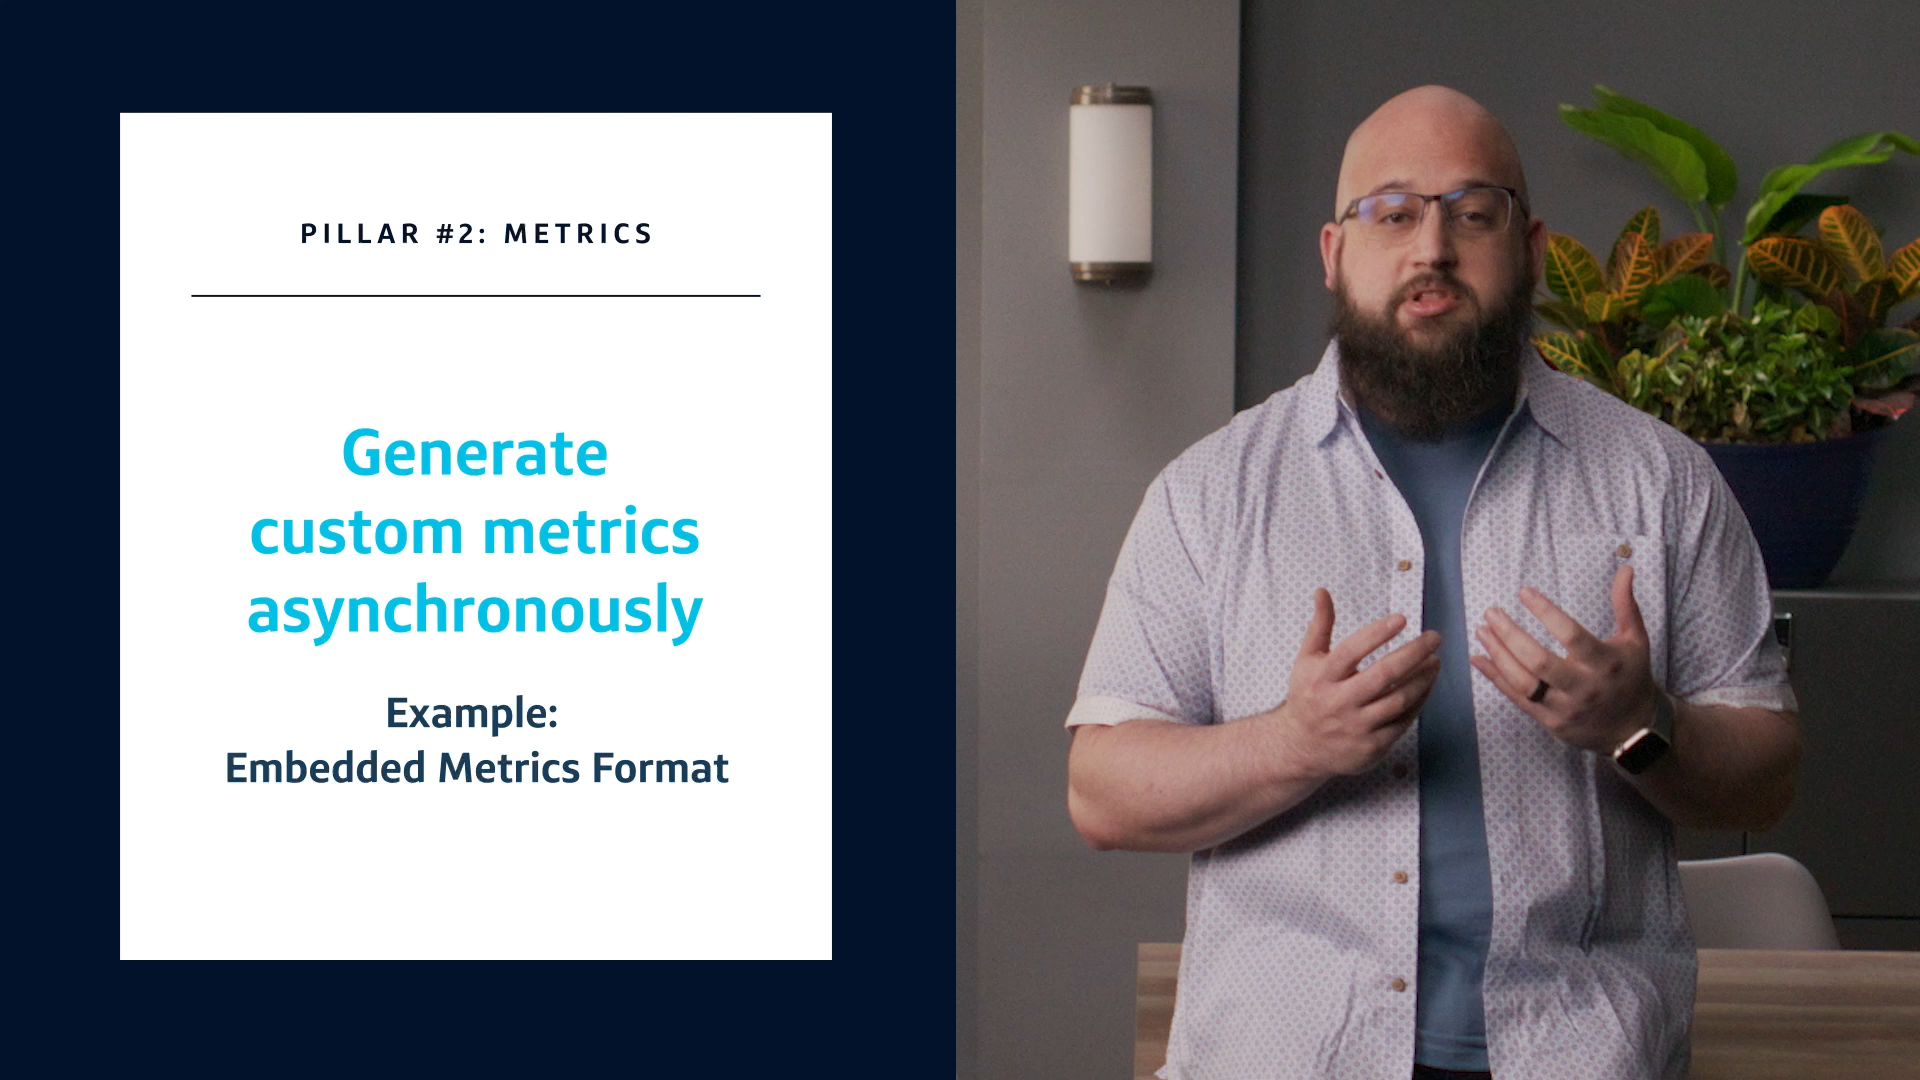 PILLAR #2: METRICS
Generate
custom metrics
asynchronously
Example:
Embedded Metrics Format